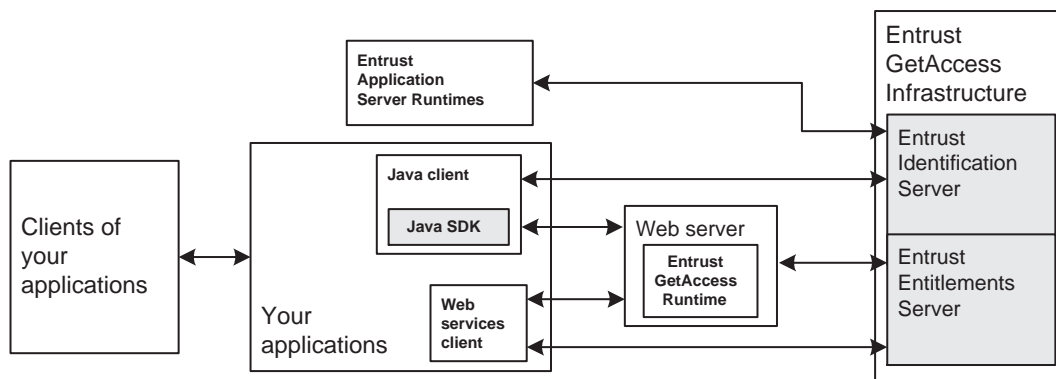 Entrust
Application
Server Runtimes
Entrust
GetAccess
Infrastructure
Entrust
Identification
Server
Entrust
Entitlements
Server
Clients of
your
applications
Java client
Java SDK
Web server
Entrust
GetAccess
Runtime
Web
services
client
Your
applications